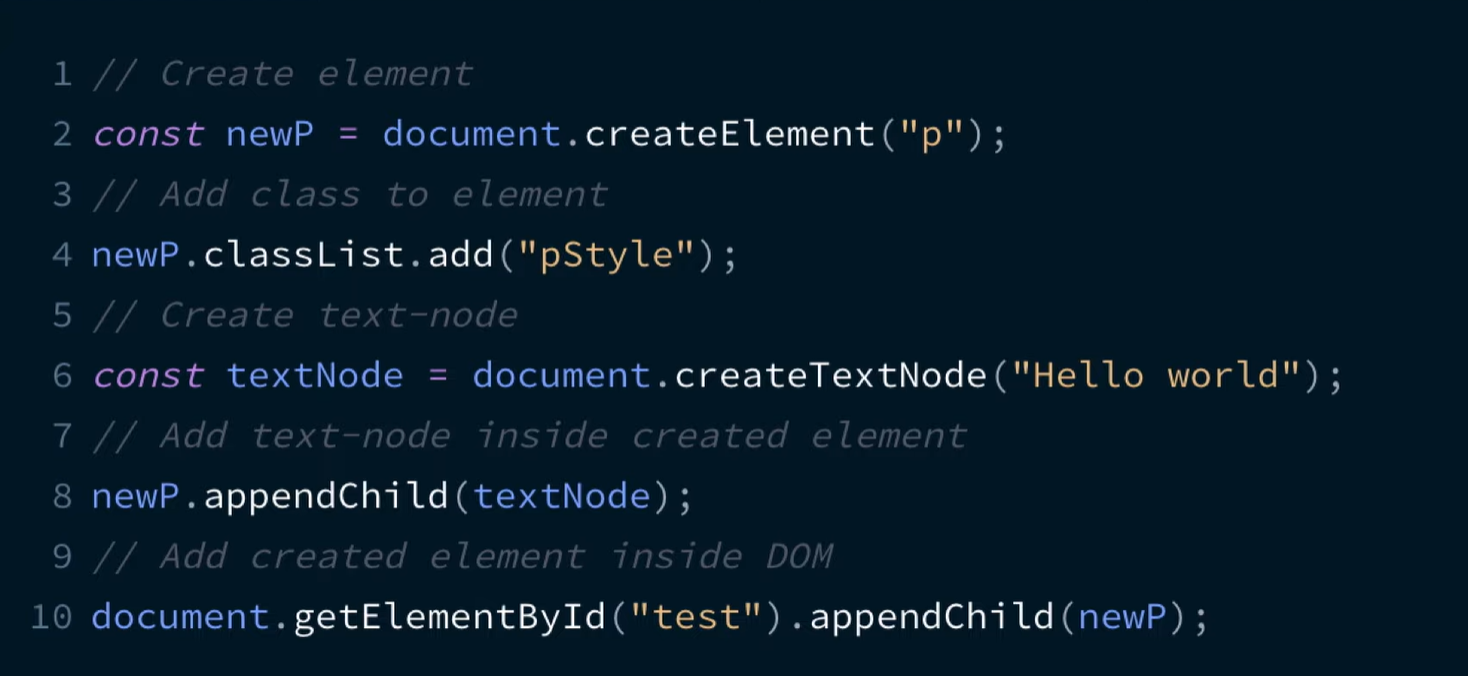 1 // Create element
2 const newP = document.createElement("p");
3 // Add class to element
4 newP.classList.add("pStyle");
5 // Create text-node
6 const textNode = document.createTextNode("Hello world");
7 // Add text-node inside created element
8 newP.appendChild(textNode);
9 // Add created element inside DOM
10 document.getElementById("test").appendChild(newP);